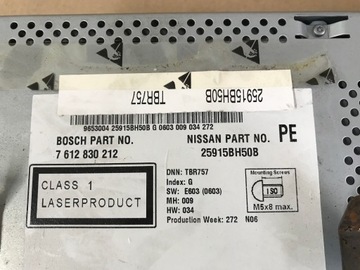 25915BH50B
TBR757
9653004 25915BH50B G 0603 009 034 272
BOSCH PART NO.
7 612 830 212
NISSAN PART NO.
25915BH50B
PE
CLASS 1
LASERPRODUCT
DNN: TBR757
Index: G
SW: E603 (0603)
MH: 009
HW: 034
Production Week: 272 N06
Mounting Screws
ISO
M5x8 max.